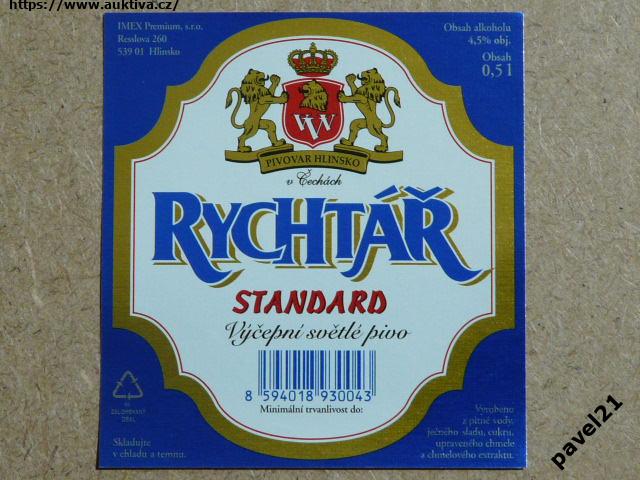 https://www.auktiva.cz/
IMEX Premium, s.r.o.
Resslova 260
539 01 Hlinsko
Obsah alkoholu
4,5% obj.
Obsah
0,5 l
PIVOVAR HLINSKO
v Čechách
RYCHTÁŘ
STANDARD
Výčepní světlé pivo
8 594018 930043
Minimální trvanlivost do:
Skladujte
v chladu a temnu.
Vyrobeno
z pitné vody,
ječného sladu, cukru,
upraveného chmele
a chmelového extraktu.
pavel21